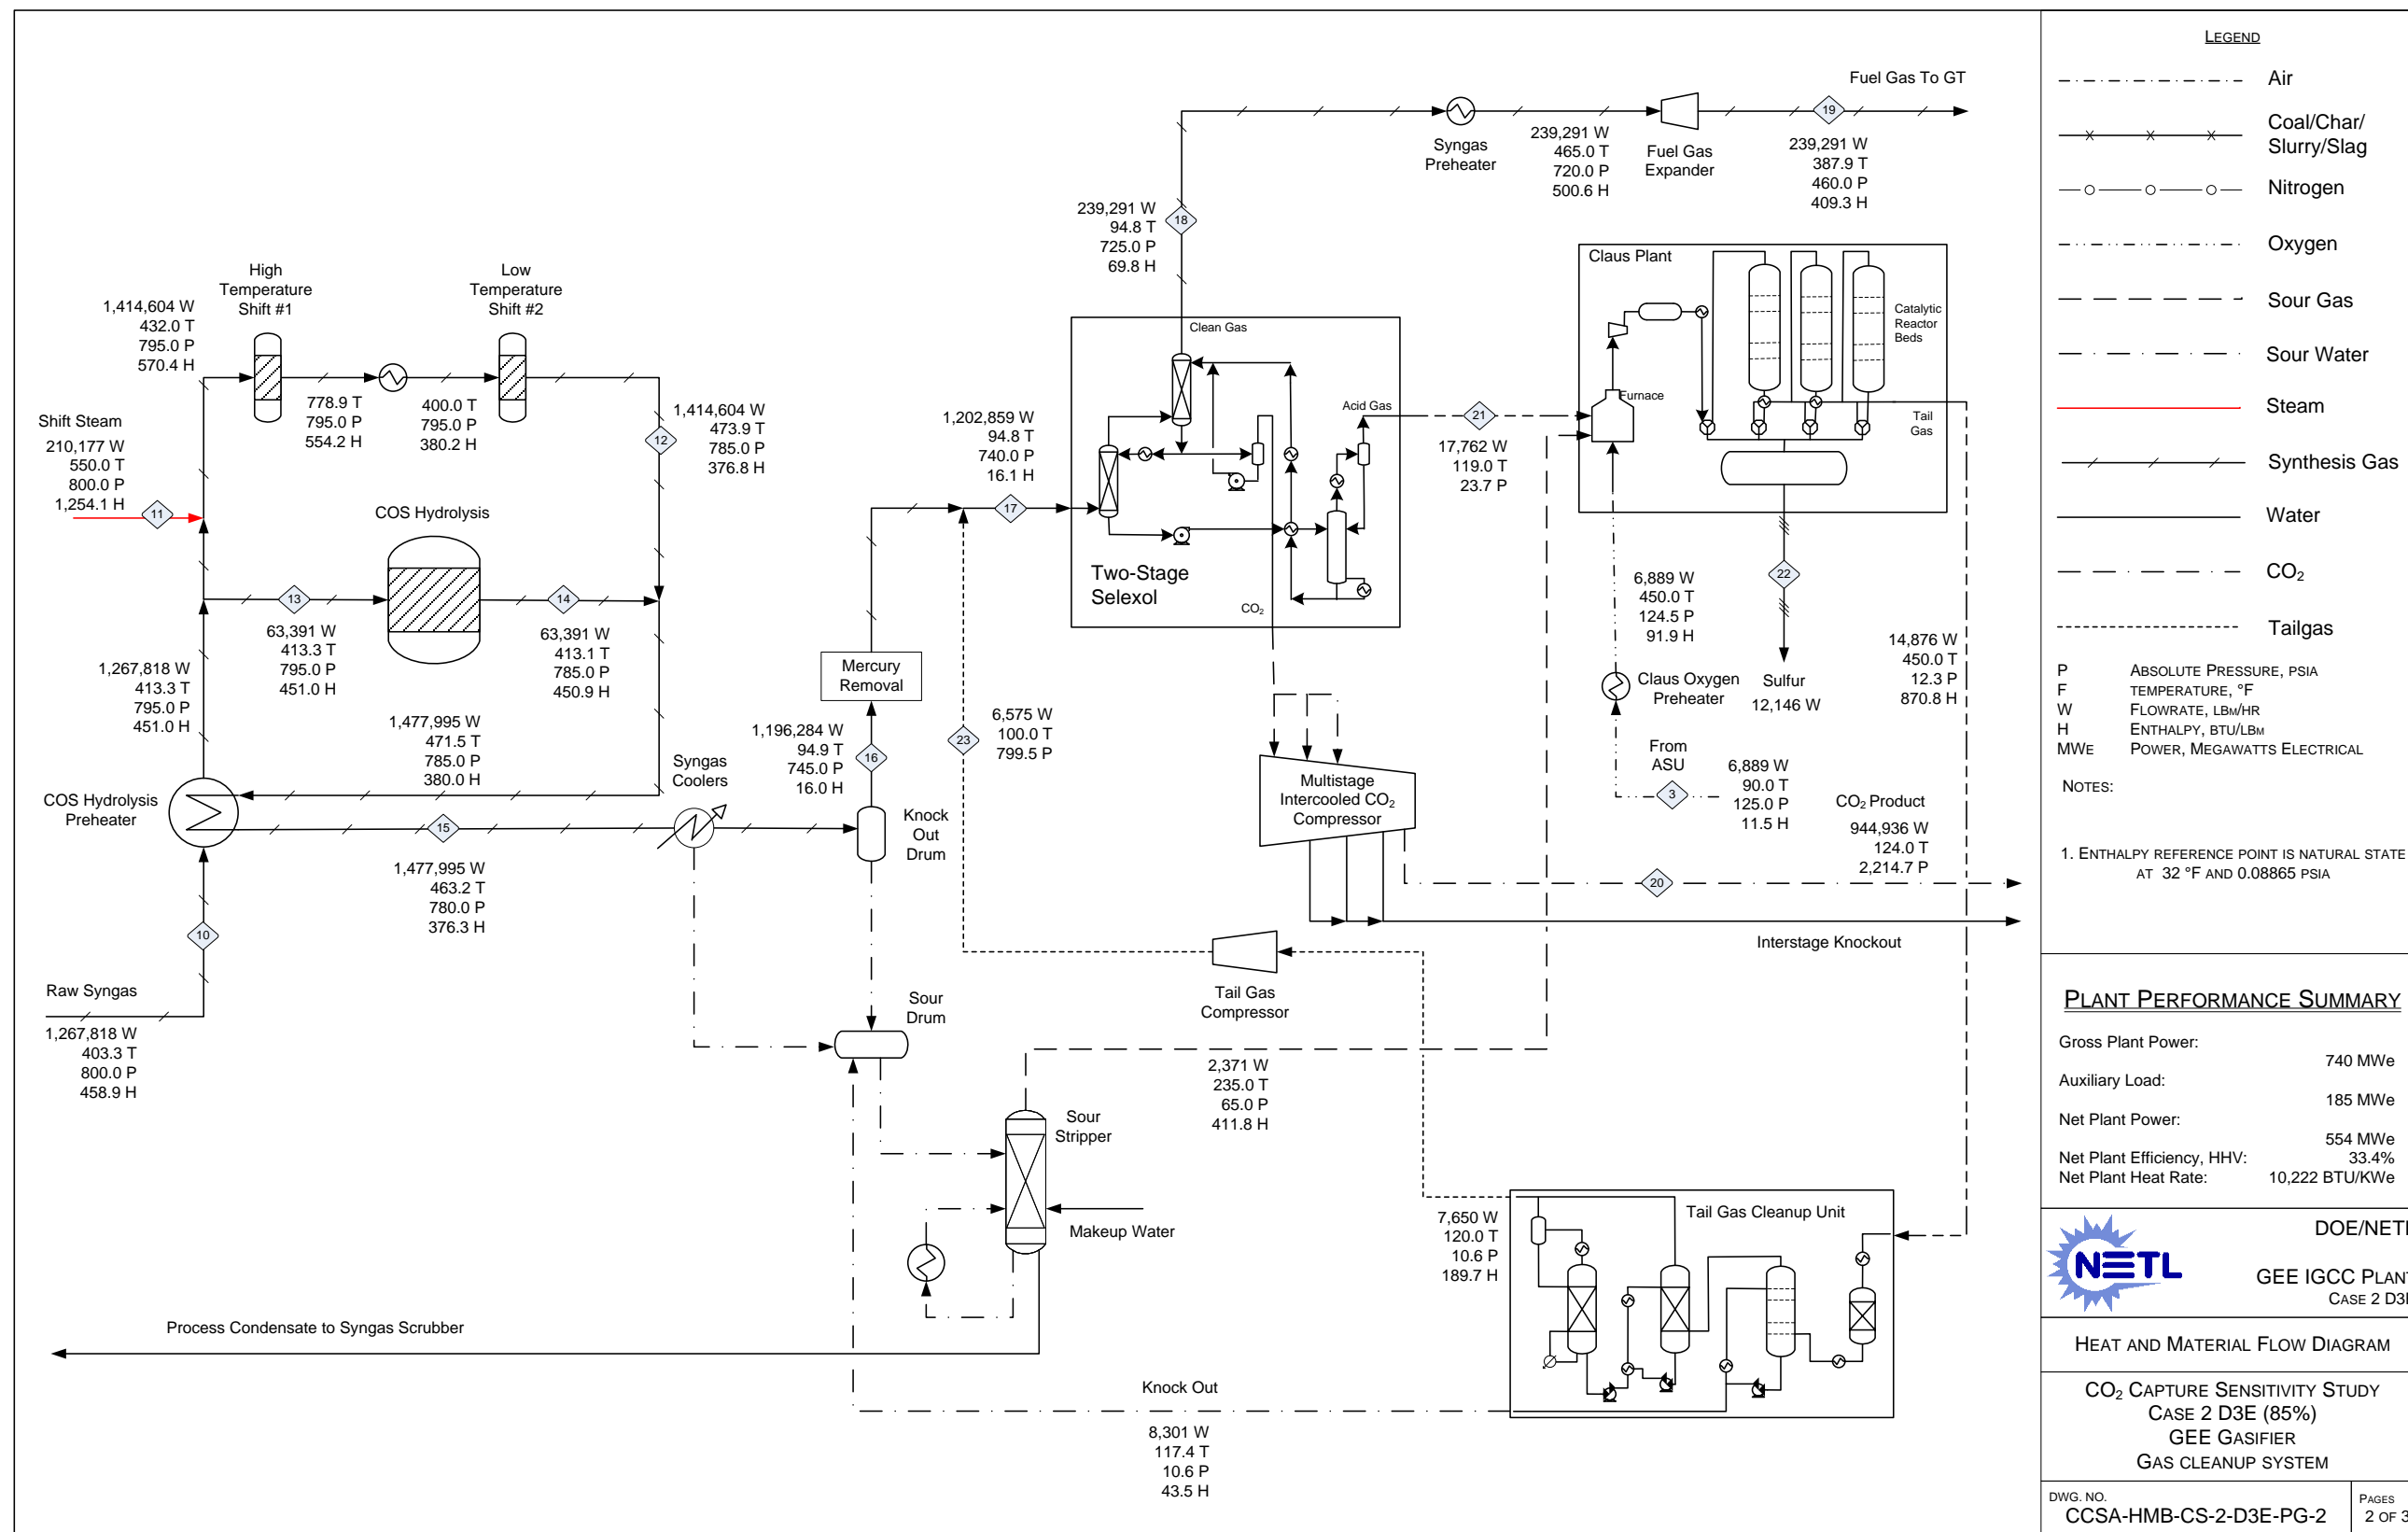 Fuel Gas To GT
19
Syngas
Preheater
239,291 W
465.0 T
720.0 P
500.6 H
Fuel Gas
Expander
239,291 W
387.9 T
460.0 P
409.3 H
239,291 W
94.8 T
725.0 P
69.8 H
18
High
Temperature
Shift #1
Low
Temperature
Shift #2
1,414,604 W
432.0 T
795.0 P
570.4 H
778.9 T
795.0 P
554.2 H
400.0 T
795.0 P
380.2 H
1,414,604 W
473.9 T
785.0 P
376.8 H
12
Shift Steam
210,177 W
550.0 T
800.0 P
1,254.1 H
11
COS Hydrolysis
13
14
63,391 W
413.3 T
795.0 P
451.0 H
63,391 W
413.1 T
785.0 P
450.9 H
1,267,818 W
413.3 T
795.0 P
451.0 H
1,477,995 W
471.5 T
785.0 P
380.0 H
COS Hydrolysis
Preheater
15
1,477,995 W
463.2 T
780.0 P
376.3 H
Syngas
Coolers
10
Raw Syngas
1,267,818 W
403.3 T
800.0 P
458.9 H
Mercury
Removal
1,196,284 W
94.9 T
745.0 P
16.0 H
16
Knock
Out
Drum
23
6,575 W
100.0 T
799.5 P
1,202,859 W
94.8 T
740.0 P
16.1 H
17
Clean Gas
Acid Gas
Two-Stage
Selexol
CO₂
21
17,762 W
119.0 T
23.7 P
Claus Plant
Furnace
Catalytic
Reactor
Beds
Tail
Gas
6,889 W
450.0 T
124.5 P
91.9 H
22
Sulfur
12,146 W
14,876 W
450.0 T
12.3 P
870.8 H
Claus Oxygen
Preheater
From
ASU
3
6,889 W
90.0 T
125.0 P
11.5 H
Multistage
Intercooled CO₂
Compressor
CO₂ Product
944,936 W
124.0 T
2,214.7 P
20
Interstage Knockout
Tail Gas
Compressor
Sour
Drum
2,371 W
235.0 T
65.0 P
411.8 H
Sour
Stripper
Makeup Water
Process Condensate to Syngas Scrubber
7,650 W
120.0 T
10.6 P
189.7 H
Tail Gas Cleanup Unit
Knock Out
8,301 W
117.4 T
10.6 P
43.5 H
LEGEND
Air
Coal/Char/
Slurry/Slag
Nitrogen
Oxygen
Sour Gas
Sour Water
Steam
Synthesis Gas
Water
CO₂
Tailgas
P ABSOLUTE PRESSURE, PSIA
F TEMPERATURE, °F
W FLOWRATE, LBM/HR
H ENTHALPY, BTU/LBM
MWE POWER, MEGAWATTS ELECTRICAL
NOTES:
1. ENTHALPY REFERENCE POINT IS NATURAL STATE
AT 32 °F AND 0.08865 PSIA
PLANT PERFORMANCE SUMMARY
Gross Plant Power:
740 MWe
Auxiliary Load:
185 MWe
Net Plant Power:
554 MWe
Net Plant Efficiency, HHV: 33.4%
Net Plant Heat Rate: 10,222 BTU/KWe
NETL
DOE/NETL
GEE IGCC PLANT
CASE 2 D3E
HEAT AND MATERIAL FLOW DIAGRAM
CO₂ CAPTURE SENSITIVITY STUDY
CASE 2 D3E (85%)
GEE GASIFIER
GAS CLEANUP SYSTEM
DWG. NO.
CCSA-HMB-CS-2-D3E-PG-2
PAGES
2 OF 3